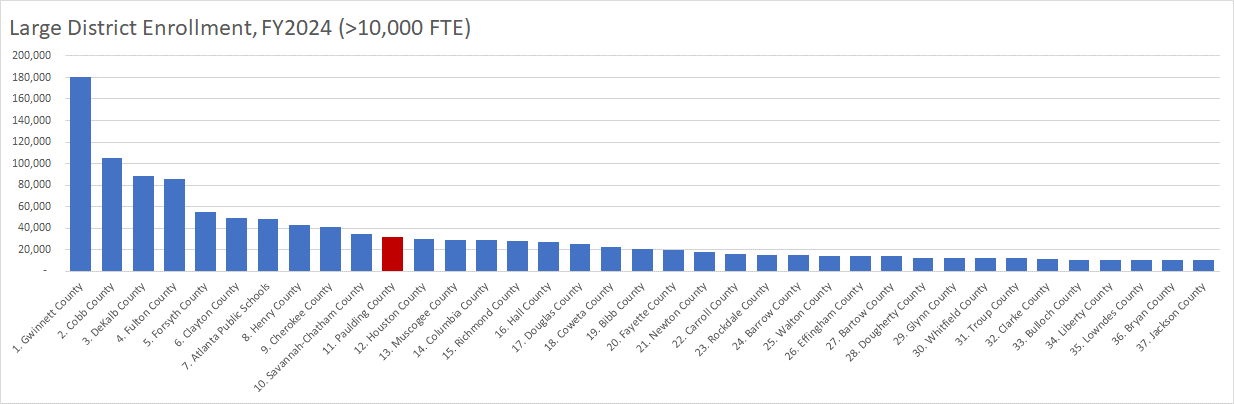 Large District Enrollment, FY2024 (>10,000 FTE)
200,000
180,000
160,000
140,000
120,000
100,000
80,000
60,000
40,000
20,000
-
1. Gwinnett County
2. Cobb County
3. DeKalb County
4. Fulton County
5. Forsyth County
6. Clayton County
7. Atlanta Public Schools
8. Henry County
9. Cherokee County
10. Savannah-Chatham County
11. Paulding County
12. Houston County
13. Muscogee County
14. Columbia County
15. Richmond County
16. Hall County
17. Douglas County
18. Coweta County
19. Bibb County
20. Fayette County
21. Newton County
22. Carroll County
23. Rockdale County
24. Barrow County
25. Walton County
26. Effingham County
27. Bartow County
28. Dougherty County
29. Glynn County
30. Whitfield County
31. Troup County
32. Clarke County
33. Bulloch County
34. Liberty County
35. Lowndes County
36. Bryan County
37. Jackson County